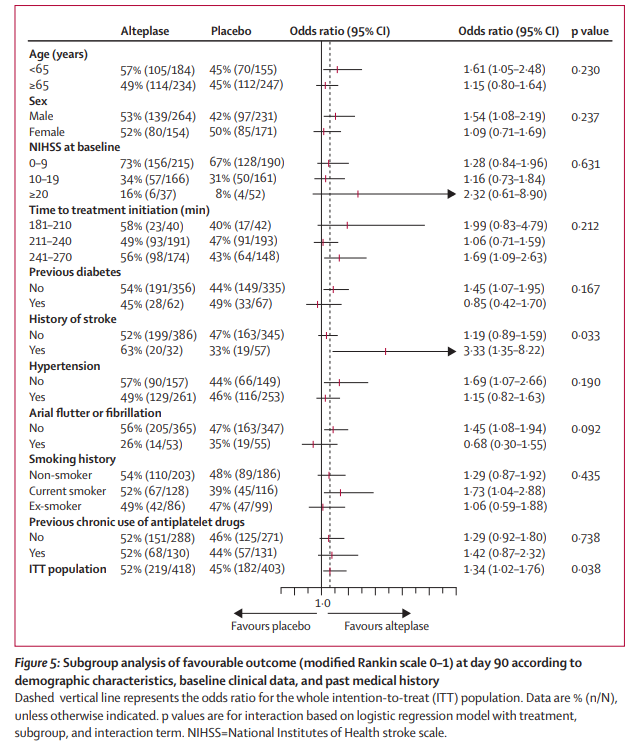 Alteplase Placebo Odds ratio (95% CI) Odds ratio (95% CI) p value
Age (years)
<65 57% (105/184) 45% (70/155) 1·61 (1·05–2·48) 0·230
≥65 49% (114/234) 45% (112/247) 1·15 (0·80–1·64)
Sex
Male 53% (139/264) 42% (97/231) 1·54 (1·08–2·19) 0·237
Female 52% (80/154) 50% (85/171) 1·09 (0·71–1·69)
NIHSS at baseline
0–9 73% (156/215) 67% (128/190) 1·28 (0·84–1·96) 0·631
10–19 34% (57/166) 31% (50/161) 1·16 (0·73–1·84)
≥20 16% (6/37) 8% (4/52) 2·32 (0·61–8·90)
Time to treatment initiation (min)
181–210 58% (23/40) 40% (17/42) 1·99 (0·83–4·79) 0·212
211–240 49% (93/191) 47% (91/193) 1·06 (0·71–1·59)
241–270 56% (98/174) 43% (64/148) 1·69 (1·09–2·63)
Previous diabetes
No 54% (191/356) 44% (149/335) 1·45 (1·07–1·95) 0·167
Yes 45% (28/62) 49% (33/67) 0·85 (0·42–1·70)
History of stroke
No 52% (199/386) 47% (163/345) 1·19 (0·89–1·59) 0·033
Yes 63% (20/32) 33% (19/57) 3·33 (1·35–8·22)
Hypertension
No 57% (90/157) 44% (66/149) 1·69 (1·07–2·66) 0·190
Yes 49% (129/261) 46% (116/253) 1·15 (0·82–1·63)
Arial flutter or fibrillation
No 56% (205/365) 47% (163/347) 1·45 (1·08–1·94) 0·092
Yes 26% (14/53) 35% (19/55) 0·68 (0·30–1·55)
Smoking history
Non-smoker 54% (110/203) 48% (89/186) 1·29 (0·87–1·92) 0·435
Current smoker 52% (67/128) 39% (45/116) 1·73 (1·04–2·88)
Ex-smoker 49% (42/86) 47% (47/99) 1·06 (0·59–1·88)
Previous chronic use of antiplatelet drugs
No 52% (151/288) 46% (125/271) 1·29 (0·92–1·80) 0·738
Yes 52% (68/130) 44% (57/131) 1·42 (0·87–2·32)
ITT population 52% (219/418) 45% (182/403) 1·34 (1·02–1·76) 0·038
1·0
Favours placebo Favours alteplase
Figure 5: Subgroup analysis of favourable outcome (modified Rankin scale 0–1) at day 90 according to
demographic characteristics, baseline clinical data, and past medical history
Dashed vertical line represents the odds ratio for the whole intention-to-treat (ITT) population. Data are % (n/N),
unless otherwise indicated. p values are for interaction based on logistic regression model with treatment,
subgroup, and interaction term. NIHSS=National Institutes of Health stroke scale.